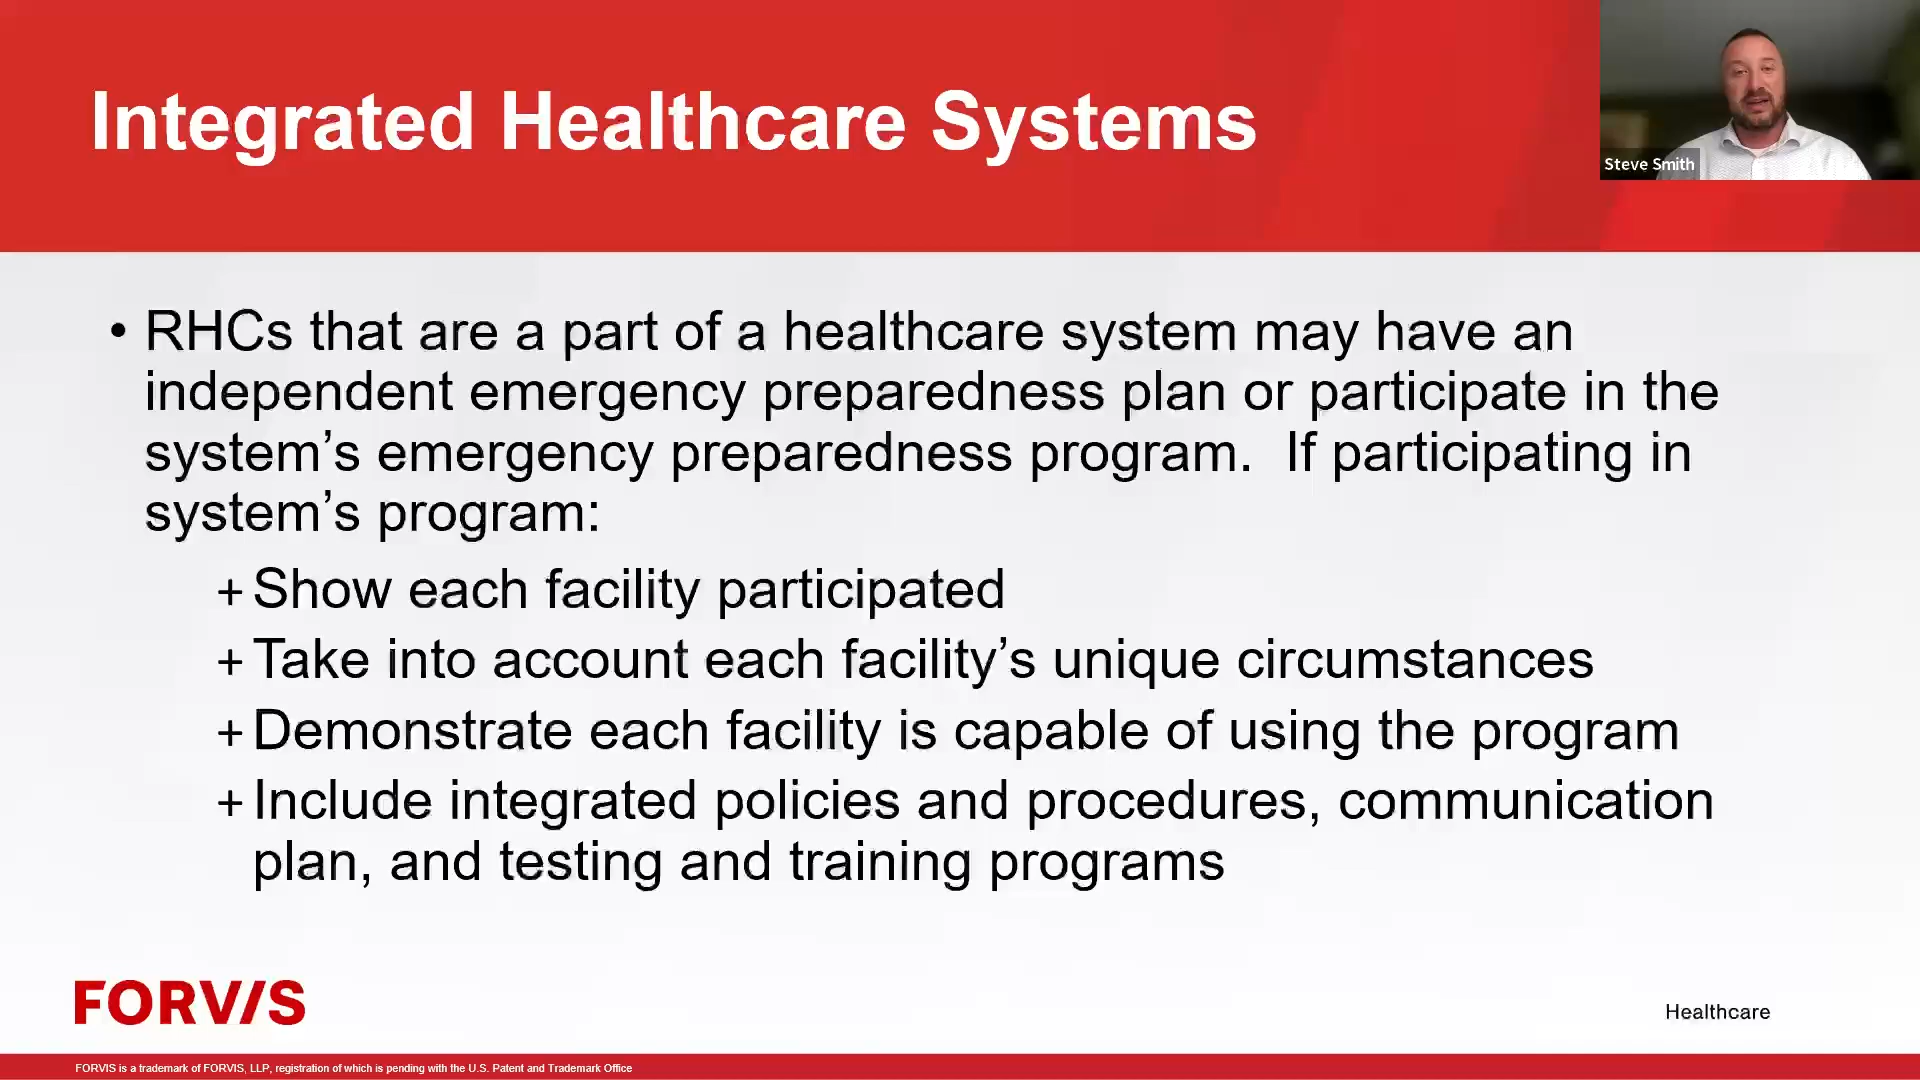 Integrated Healthcare Systems
Steve Smith
• RHCs that are a part of a healthcare system may have an
independent emergency preparedness plan or participate in the
system’s emergency preparedness program.  If participating in
system’s program:
+ Show each facility participated
+ Take into account each facility’s unique circumstances
+ Demonstrate each facility is capable of using the program
+ Include integrated policies and procedures, communication
plan, and testing and training programs
FORVIS
Healthcare
FORVIS is a trademark of FORVIS, LLP, registration of which is pending with the U.S. Patent and Trademark Office